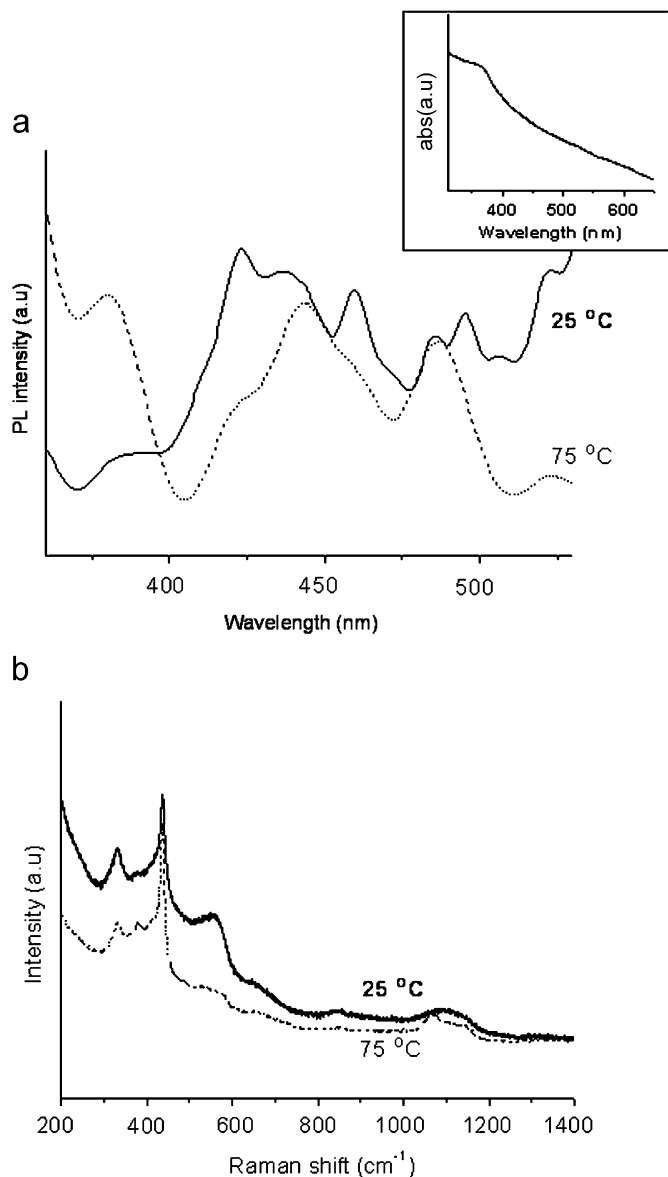 a
abs(a.u)
400 500 600
Wavelength (nm)
PL intensity (a.u)
25 °C
75 °C
400 450 500
Wavelength (nm)
b
Intensity (a.u)
25 °C
75 °C
200 400 600 800 1000 1200 1400
Raman shift (cm⁻¹)